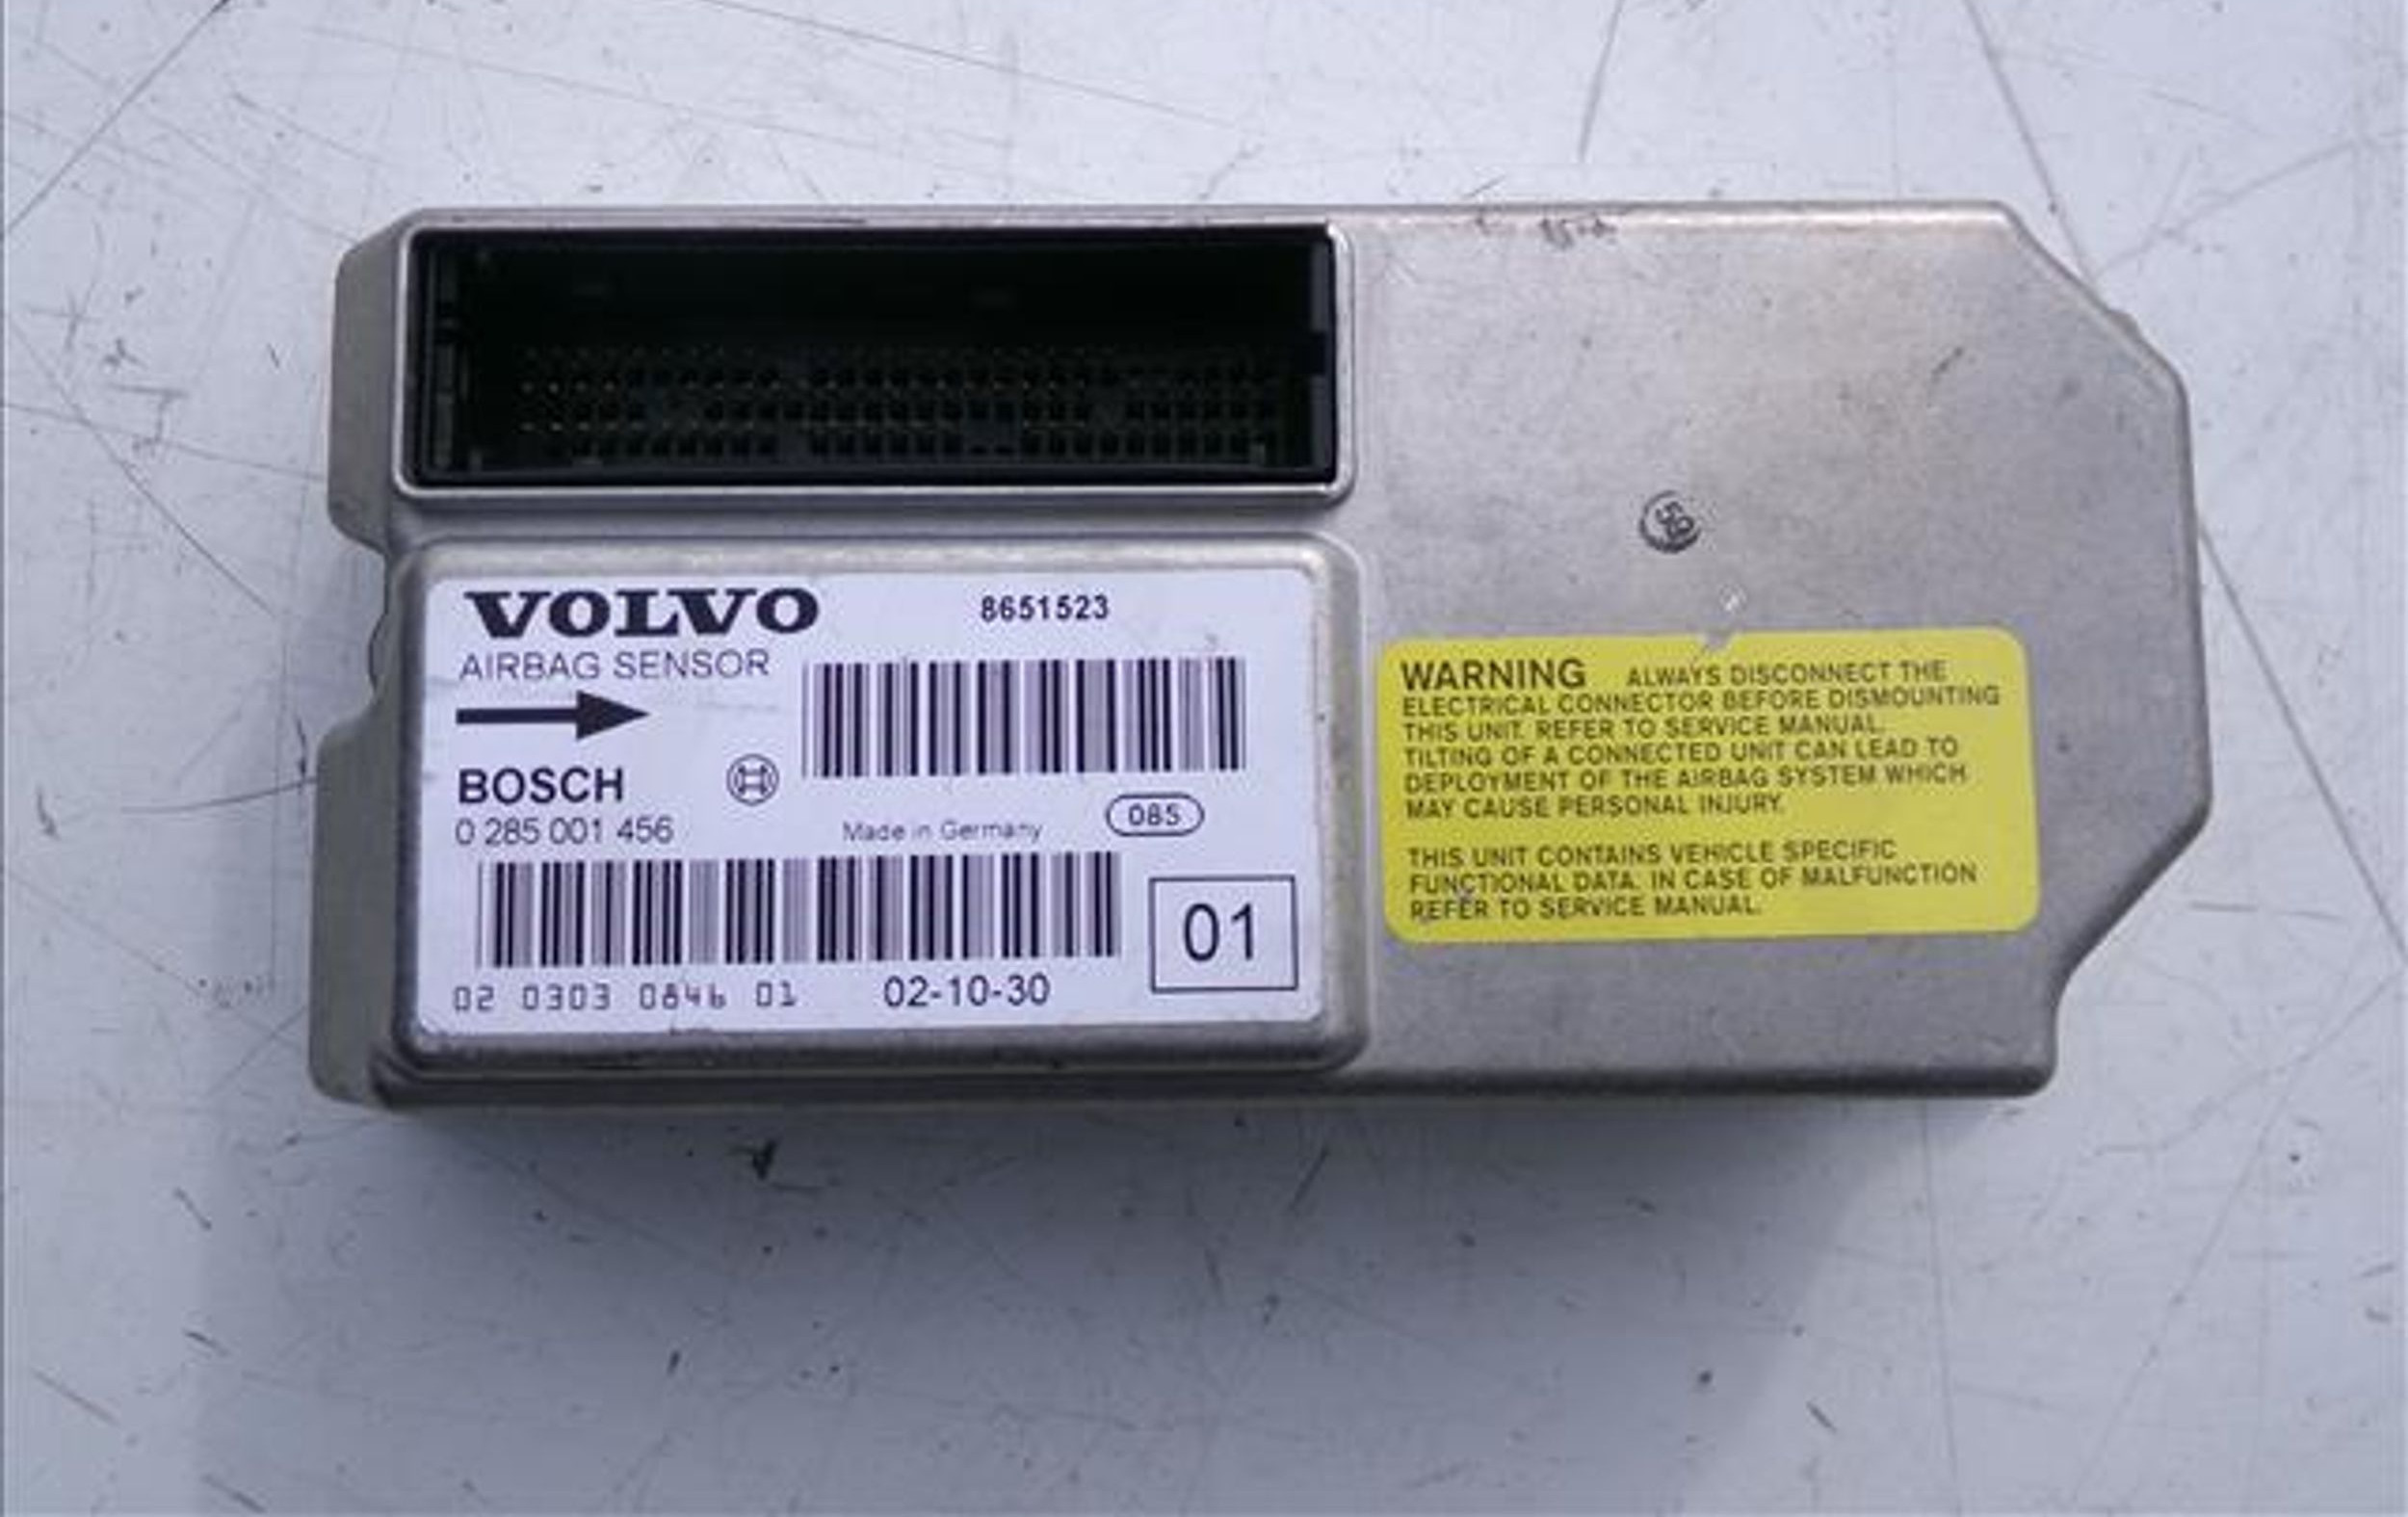 VOLVO
8651523
AIRBAG SENSOR
BOSCH
0 285 001 456
Made in Germany
085
02 0303 0846 01
02-10-30
01
WARNING ALWAYS DISCONNECT THE
ELECTRICAL CONNECTOR BEFORE DISMOUNTING
THIS UNIT. REFER TO SERVICE MANUAL.
TILTING OF A CONNECTED UNIT CAN LEAD TO
DEPLOYMENT OF THE AIRBAG SYSTEM WHICH
MAY CAUSE PERSONAL INJURY.
THIS UNIT CONTAINS VEHICLE SPECIFIC
FUNCTIONAL DATA. IN CASE OF MALFUNCTION
REFER TO SERVICE MANUAL.